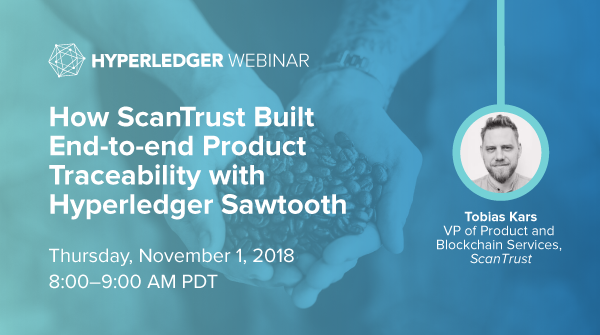 HYPERLEDGER WEBINAR
How ScanTrust Built
End-to-end Product
Traceability with
Hyperledger Sawtooth
Thursday, November 1, 2018
8:00–9:00 AM PDT
Tobias Kars
VP of Product and
Blockchain Services,
ScanTrust